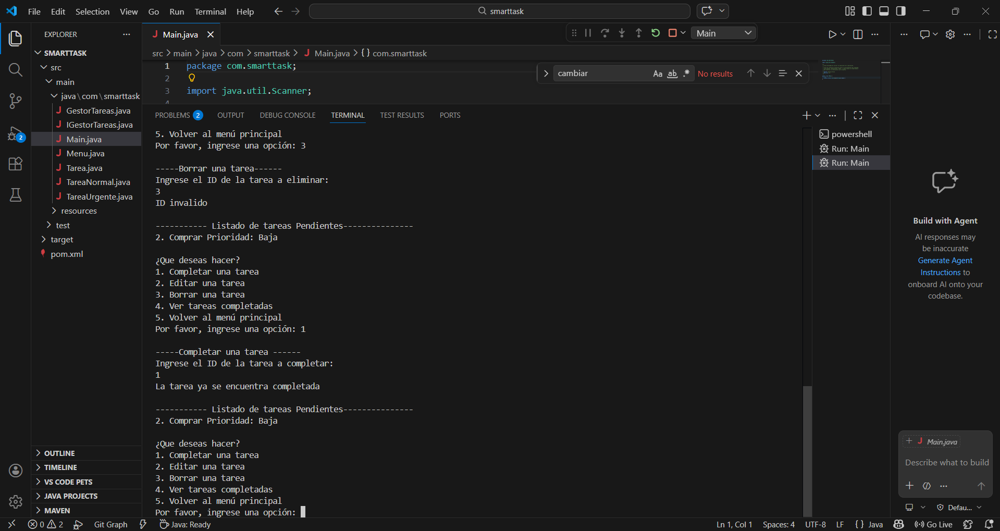 File Edit Selection View Go Run Terminal Help
smarttask
EXPLORER
SMARTTASK
src
main
java\com\smarttask
GestorTareas.java
IGestorTareas.java
Main.java
Menu.java
Tarea.java
TareaNormal.java
TareaUrgente.java
resources
test
target
pom.xml
OUTLINE
TIMELINE
VS CODE PETS
JAVA PROJECTS
MAVEN
2
Main.java
Main
src > main > java > com > smarttask > Main.java > {} com.smarttask
1 package com.smarttask;
2
3 import java.util.Scanner;
4
cambiar Aa ab .* No results
PROBLEMS 2 OUTPUT DEBUG CONSOLE TERMINAL TEST RESULTS PORTS
5. Volver al menú principal
Por favor, ingrese una opción: 3
-----Borrar una tarea------
Ingrese el ID de la tarea a eliminar:
3
ID invalido
----------- Listado de tareas Pendientes---------------
2. Comprar Prioridad: Baja
¿Que deseas hacer?
1. Completar una tarea
2. Editar una tarea
3. Borrar una tarea
4. Ver tareas completadas
5. Volver al menú principal
Por favor, ingrese una opción: 1
-----Completar una tarea ------
Ingrese el ID de la tarea a completar:
1
La tarea ya se encuentra completada
----------- Listado de tareas Pendientes---------------
2. Comprar Prioridad: Baja
¿Que deseas hacer?
1. Completar una tarea
2. Editar una tarea
3. Borrar una tarea
4. Ver tareas completadas
5. Volver al menú principal
Por favor, ingrese una opción:
powershell
Run: Main
Run: Main
Build with Agent
AI responses may
be inaccurate
Generate Agent
Instructions to
onboard AI onto your
codebase.
Main.java
Describe what to build
Defau...
0 2 Git Graph Java: Ready
Ln 1, Col 1 Spaces: 4 UTF-8 LF {} Java Go Live